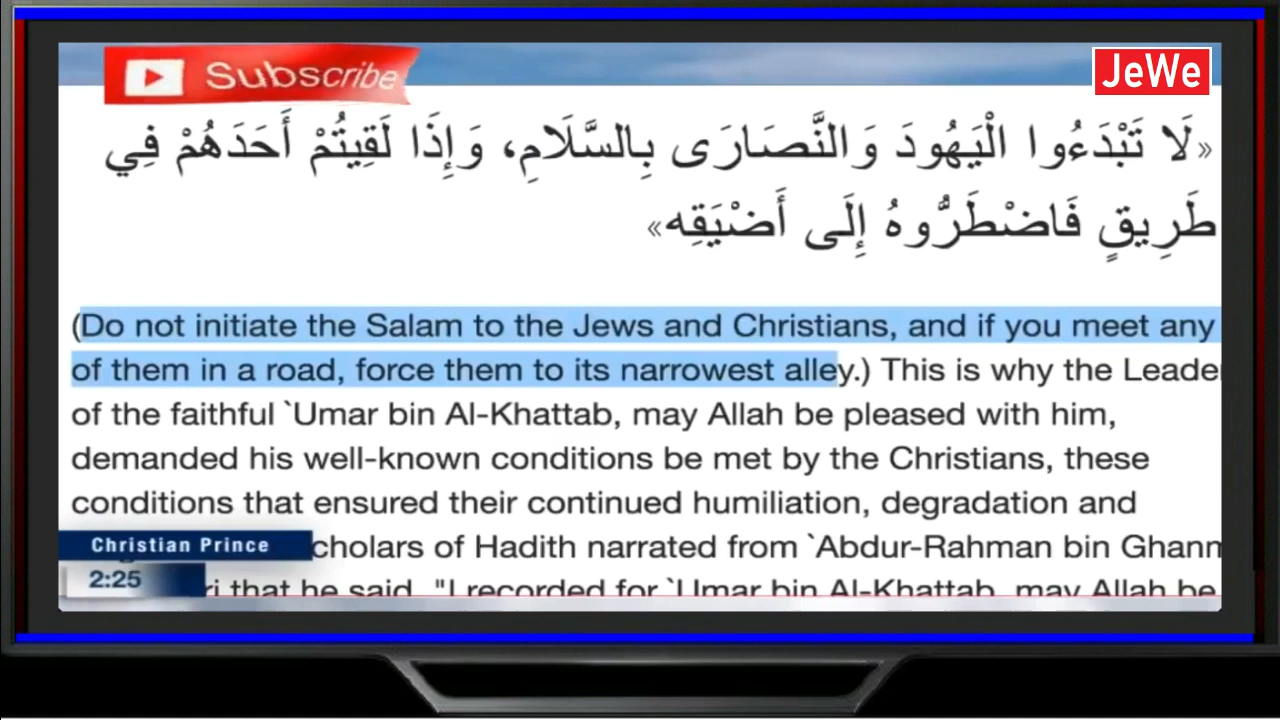 Subscribe
JeWe
«لَا تَبْدَءُوا الْيَهُودَ وَالنَّصَارَى بِالسَّلَامِ، وَإِذَا لَقِيتُمْ أَحَدَهُمْ فِي
طَرِيقٍ فَاضْطَرُّوهُ إِلَى أَضْيَقِه»
(Do not initiate the Salam to the Jews and Christians, and if you meet any
of them in a road, force them to its narrowest alley.) This is why the Leade
of the faithful `Umar bin Al-Khattab, may Allah be pleased with him,
demanded his well-known conditions be met by the Christians, these
conditions that ensured their continued humiliation, degradation and
Christian Prince
cholars of Hadith narrated from `Abdur-Rahman bin Ghanm
2:25
ri that he said, "I recorded for `Umar bin Al-Khattab, may Allah be